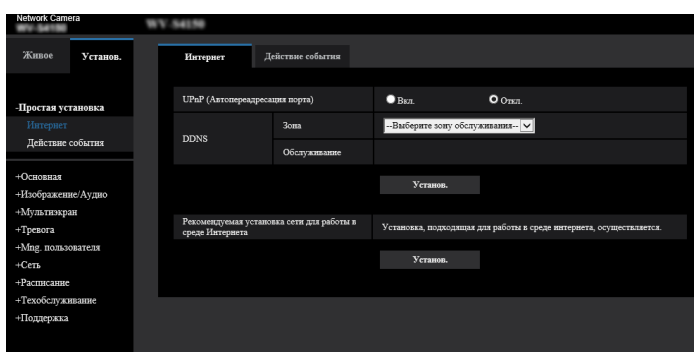 Network Camera
WV-S4150
Живое
Установ.
-Простая установка
Интернет
Действие события
+Основная
+Изображение/Аудио
+Мультиэкран
+Тревога
+Mng. пользователя
+Сеть
+Расписание
+Техобслуживание
+Поддержка
Интернет
Действие события
UPnP (Автопереадресация порта)
Вкл.
Откл.
DDNS
Зона
--Выберите зону обслуживания--
Обслуживание
Установ.
Рекомендуемая установка сети для работы в
среде Интернета
Установка, подходящая для работы в среде интернета, осуществляется.
Установ.